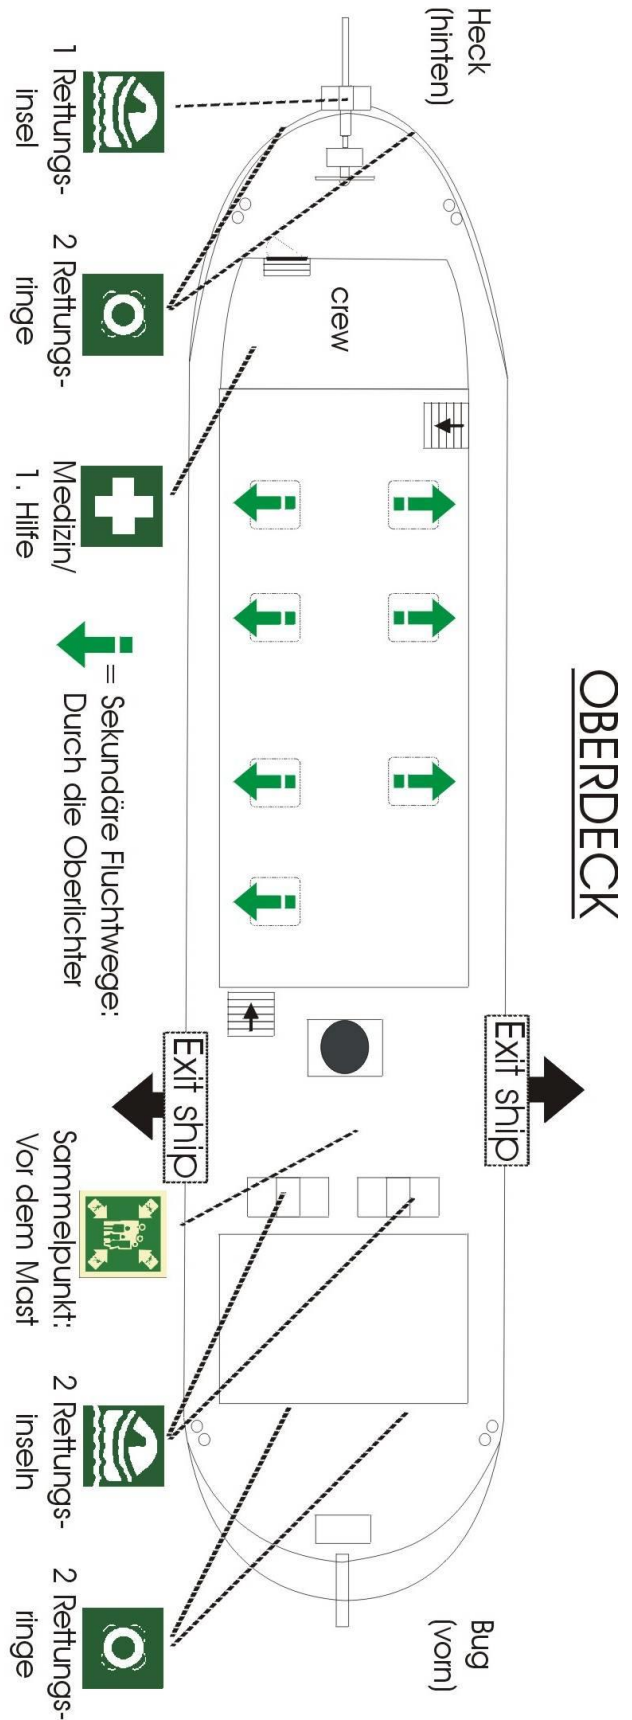 OBERDECK
Heck
(hinten)
crew
Exit ship
Exit ship
Bug
(vorn)
1 Rettungs-
insel
2 Rettungs-
ringe
Medizin/
1. Hilfe
= Sekundäre Fluchtwege:
Durch die Oberlichter
Sammelpunkt:
Vor dem Mast
2 Rettungs-
inseln
2 Rettungs-
ringe